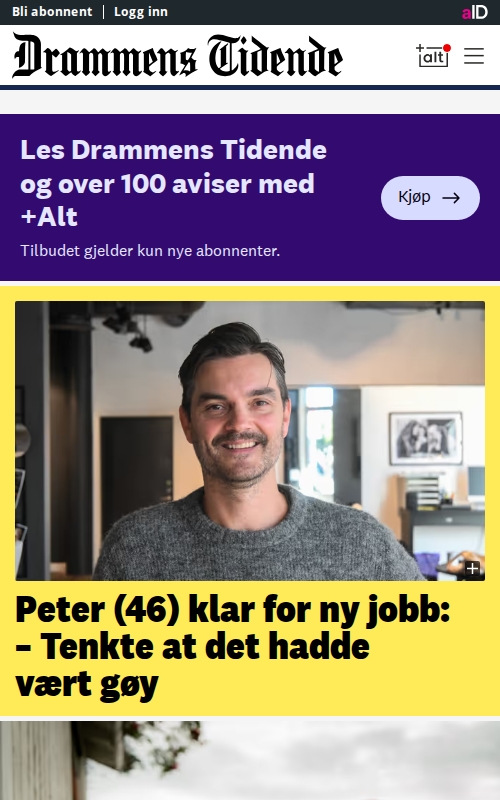 Bli abonnent
Logg inn
aID
Drammens Tidende
+alt
Les Drammens Tidende
og over 100 aviser med
+Alt
Kjøp
Tilbudet gjelder kun nye abonnenter.
Peter (46) klar for ny jobb:
– Tenkte at det hadde
vært gøy